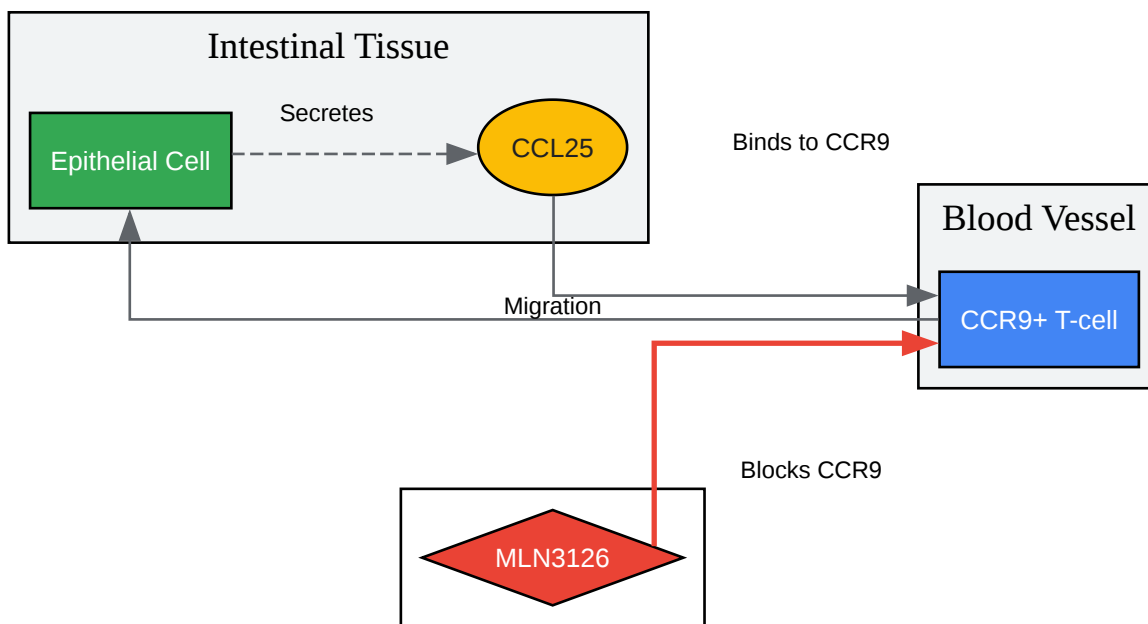 Intestinal Tissue
Secretes
Epithelial Cell
CCL25
Binds to CCR9
Blood Vessel
Migration
CCR9+ T-cell
Blocks CCR9
MLN3126